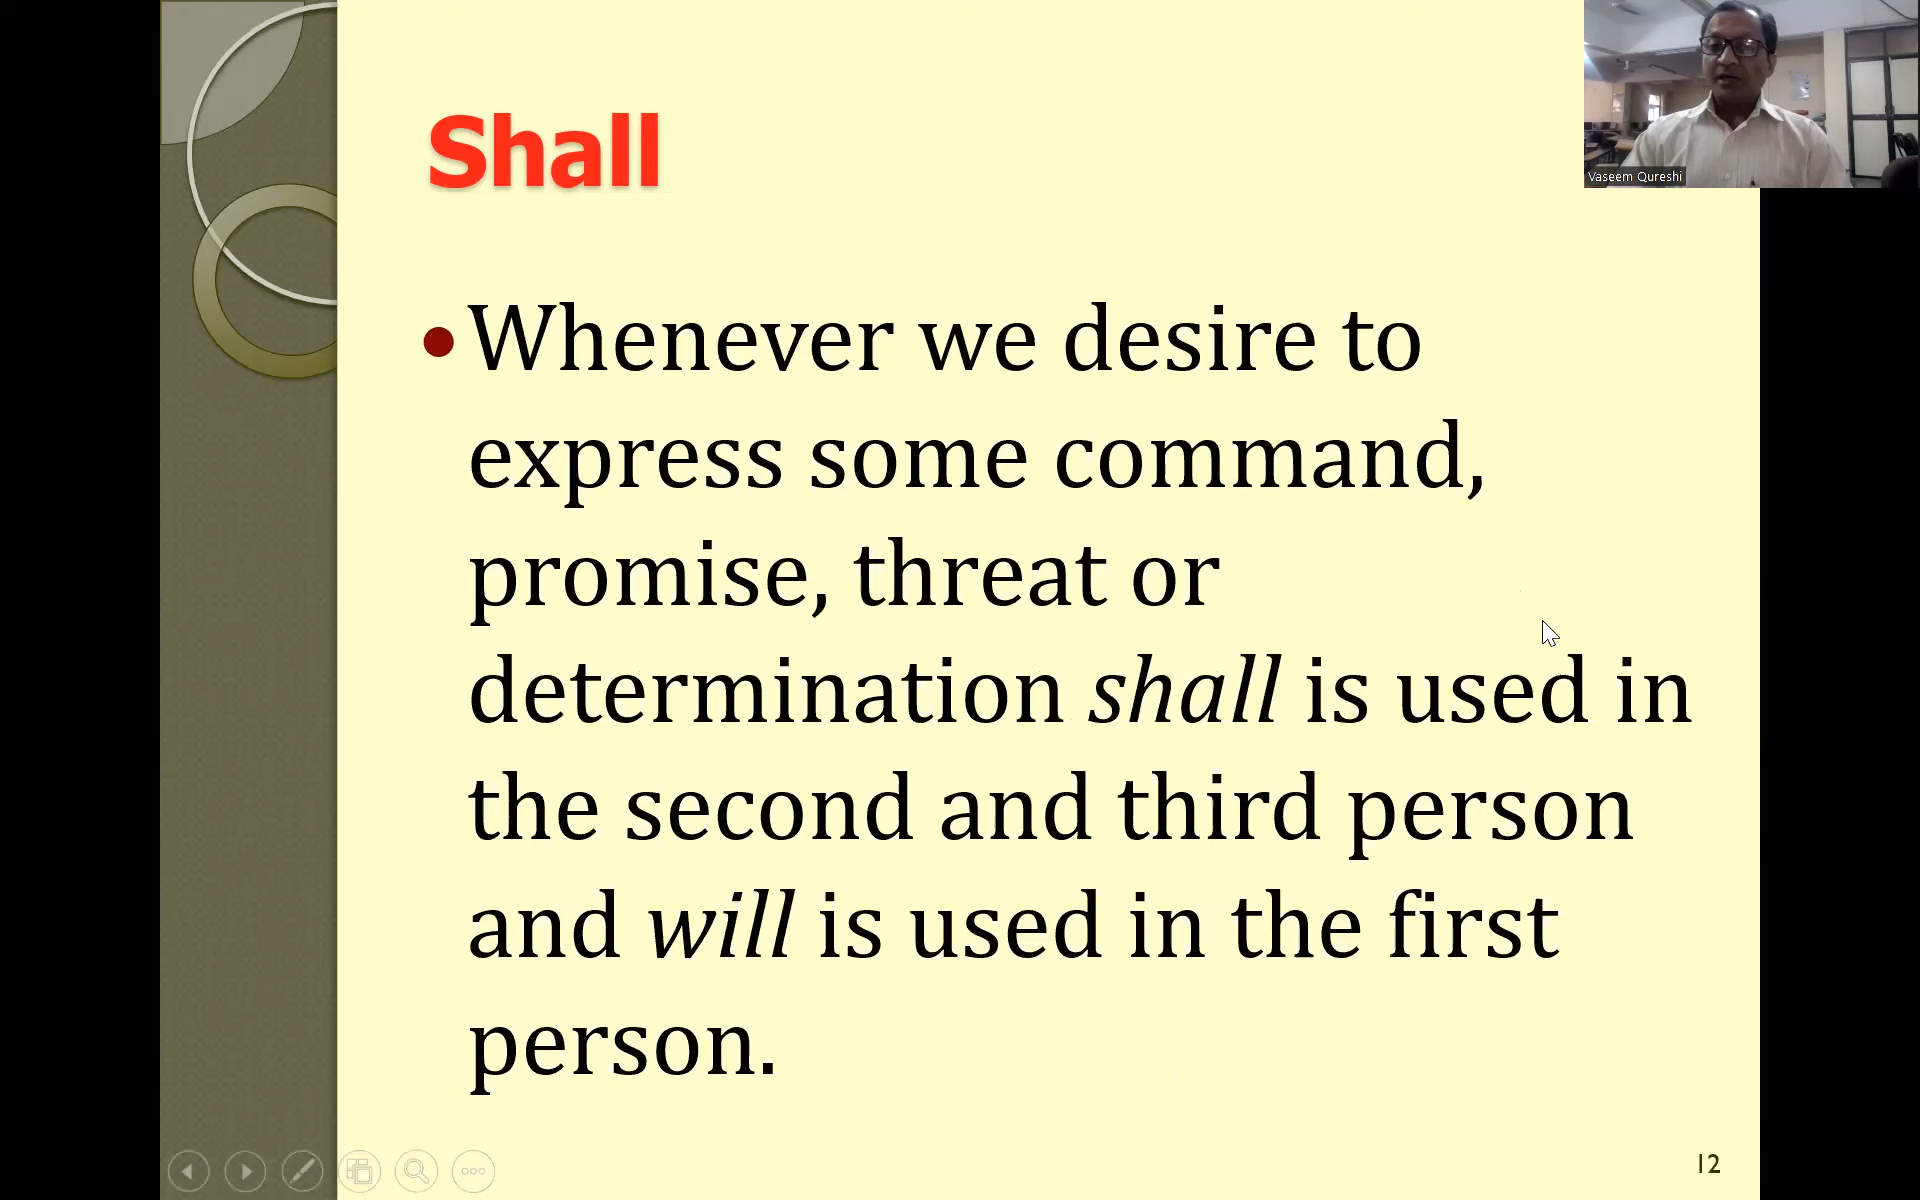 Shall
Vaseem Qureshi
•Whenever we desire to
express some command,
promise, threat or
determination shall is used in
the second and third person
and will is used in the first
person.
12